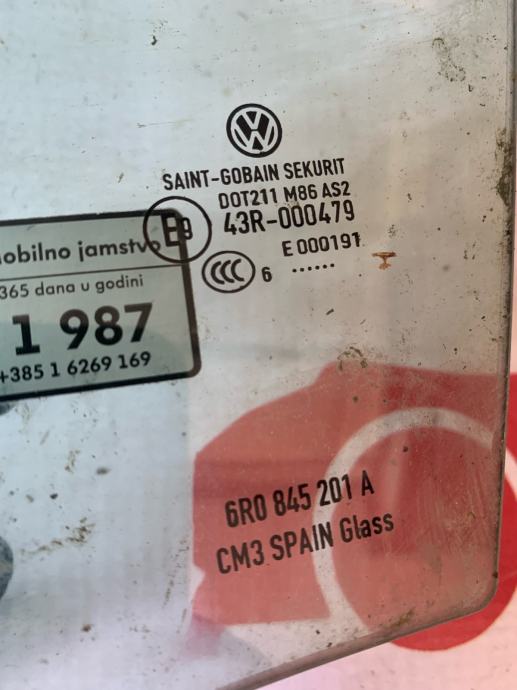 SAINT-GOBAIN SEKURIT
DOT211 M86 AS2
E9 43R-000479
E 000191
CCC 6 ......
obilno jamstvo
365 dana u godini
1 987
+385 1 6269 169
6R0 845 201 A
CM3 SPAIN Glass